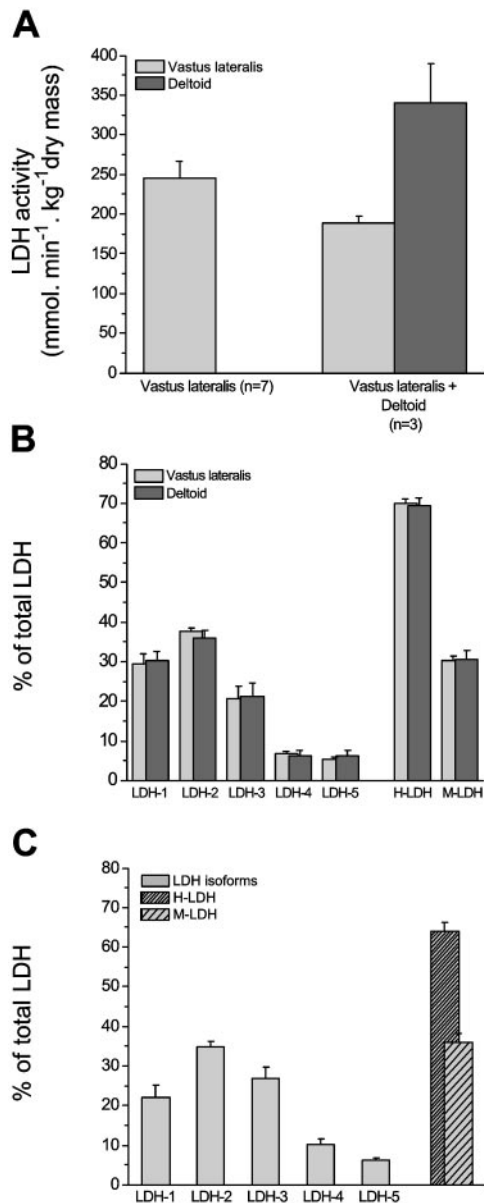 A
Vastus lateralis
Deltoid
LDH activity
(mmol. min⁻¹ . kg⁻¹dry mass)
400
350
300
250
200
150
100
50
0
Vastus lateralis (n=7)
Vastus lateralis +
Deltoid
(n=3)
B
Vastus lateralis
Deltoid
% of total LDH
80
70
60
50
40
30
20
10
0
LDH-1 LDH-2 LDH-3 LDH-4 LDH-5 H-LDH M-LDH
C
LDH isoforms
H-LDH
M-LDH
% of total LDH
80
70
60
50
40
30
20
10
0
LDH-1 LDH-2 LDH-3 LDH-4 LDH-5